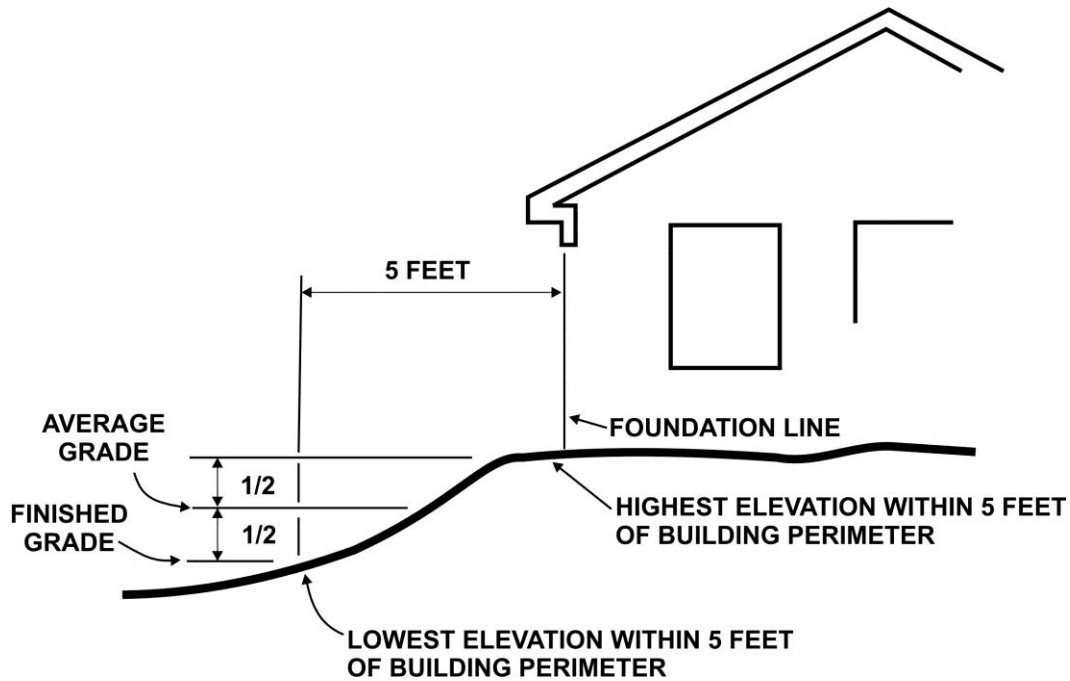 5 FEET
FOUNDATION LINE
AVERAGE
GRADE
1/2
HIGHEST ELEVATION WITHIN 5 FEET
OF BUILDING PERIMETER
FINISHED
GRADE
1/2
LOWEST ELEVATION WITHIN 5 FEET
OF BUILDING PERIMETER